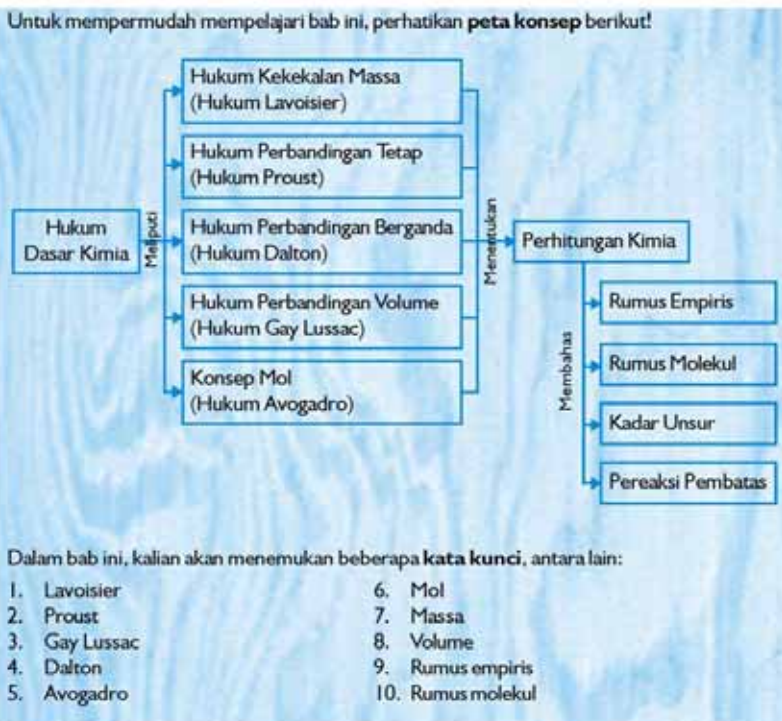 Untuk mempermudah mempelajari bab ini, perhatikan peta konsep berikut!
Hukum
Dasar Kimia
Meliputi
Hukum Kekekalan Massa
(Hukum Lavoisier)
Hukum Perbandingan Tetap
(Hukum Proust)
Hukum Perbandingan Berganda
(Hukum Dalton)
Hukum Perbandingan Volume
(Hukum Gay Lussac)
Konsep Mol
(Hukum Avogadro)
Menentukan
Perhitungan Kimia
Membahas
Rumus Empiris
Rumus Molekul
Kadar Unsur
Pereaksi Pembatas
Dalam bab ini, kalian akan menemukan beberapa kata kunci, antara lain:
1. Lavoisier
2. Proust
3. Gay Lussac
4. Dalton
5. Avogadro
6. Mol
7. Massa
8. Volume
9. Rumus empiris
10. Rumus molekul